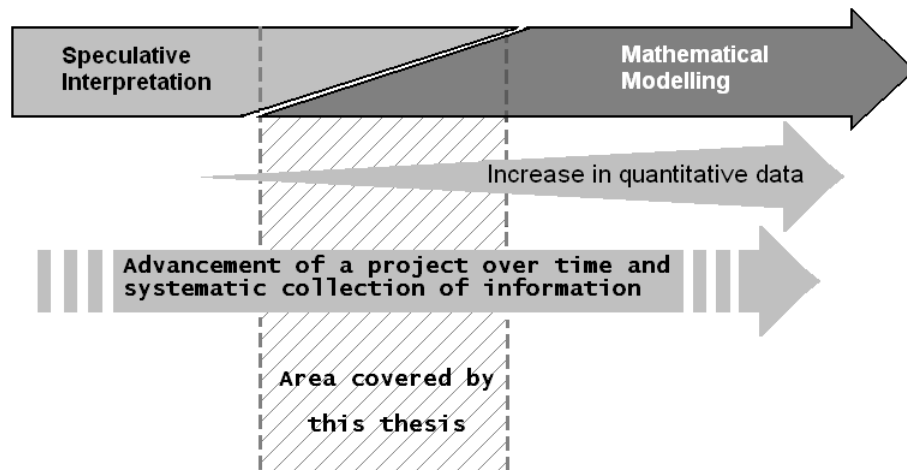 Speculative
Interpretation
Mathematical
Modelling
Increase in quantitative data
Advancement of a project over time and
systematic collection of information
Area covered by
this thesis